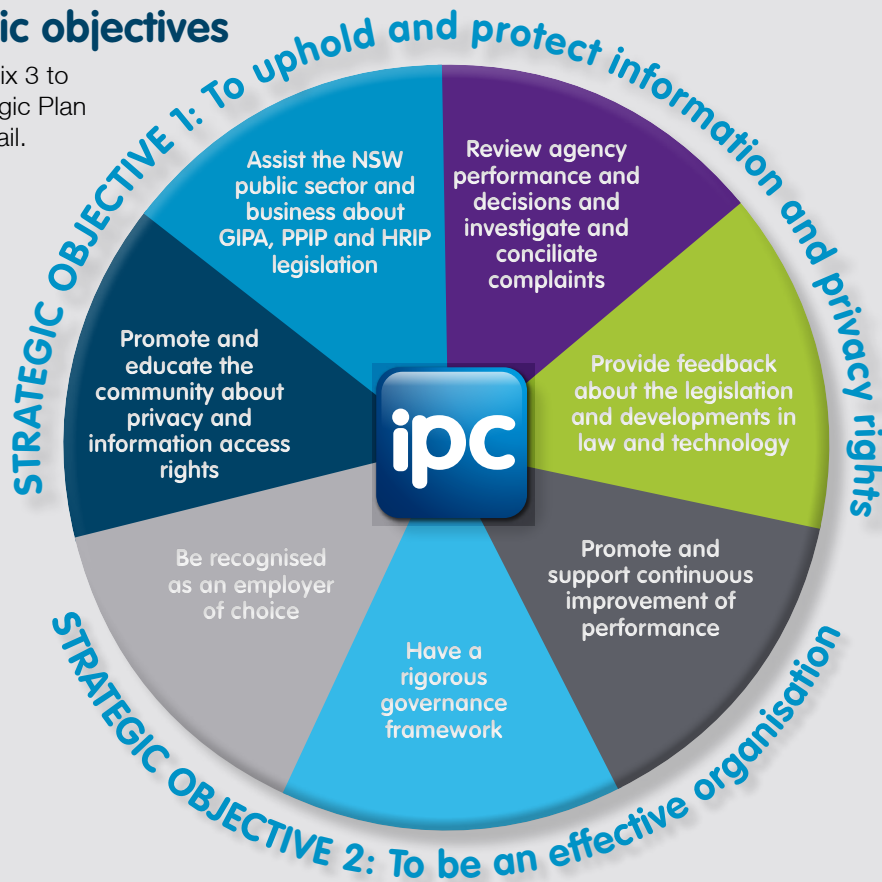 ic objectives
ix 3 to
gic Plan
ail.
STRATEGIC OBJECTIVE 1: To uphold and protect information and privacy rights
Assist the NSW
public sector and
business about
GIPA, PPIP and HRIP
legislation
Review agency
performance and
decisions and
investigate and
conciliate
complaints
Promote and
educate the
community about
privacy and
information access
rights
Provide feedback
about the legislation
and developments in
law and technology
ipc
Be recognised
as an employer
of choice
Have a
rigorous
governance
framework
Promote and
support continuous
improvement of
performance
STRATEGIC OBJECTIVE 2: To be an effective organisation